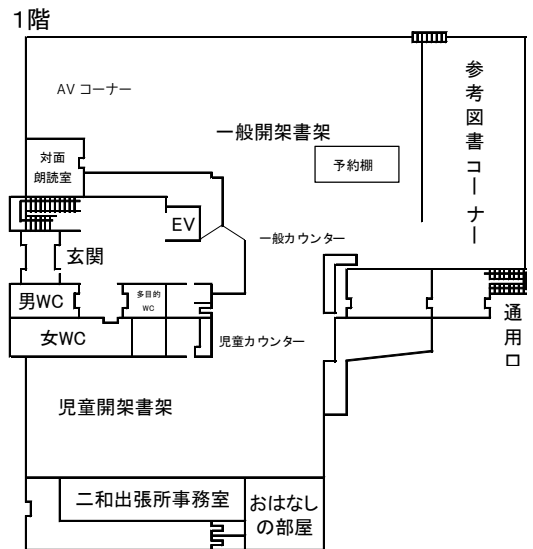 1階
AV コーナー
一般開架書架
参考図書コーナー
予約棚
対面
朗読室
EV
一般カウンター
玄関
男WC
多目的
WC
女WC
児童カウンター
通用口
児童開架書架
二和出張所事務室
おはなし
の部屋